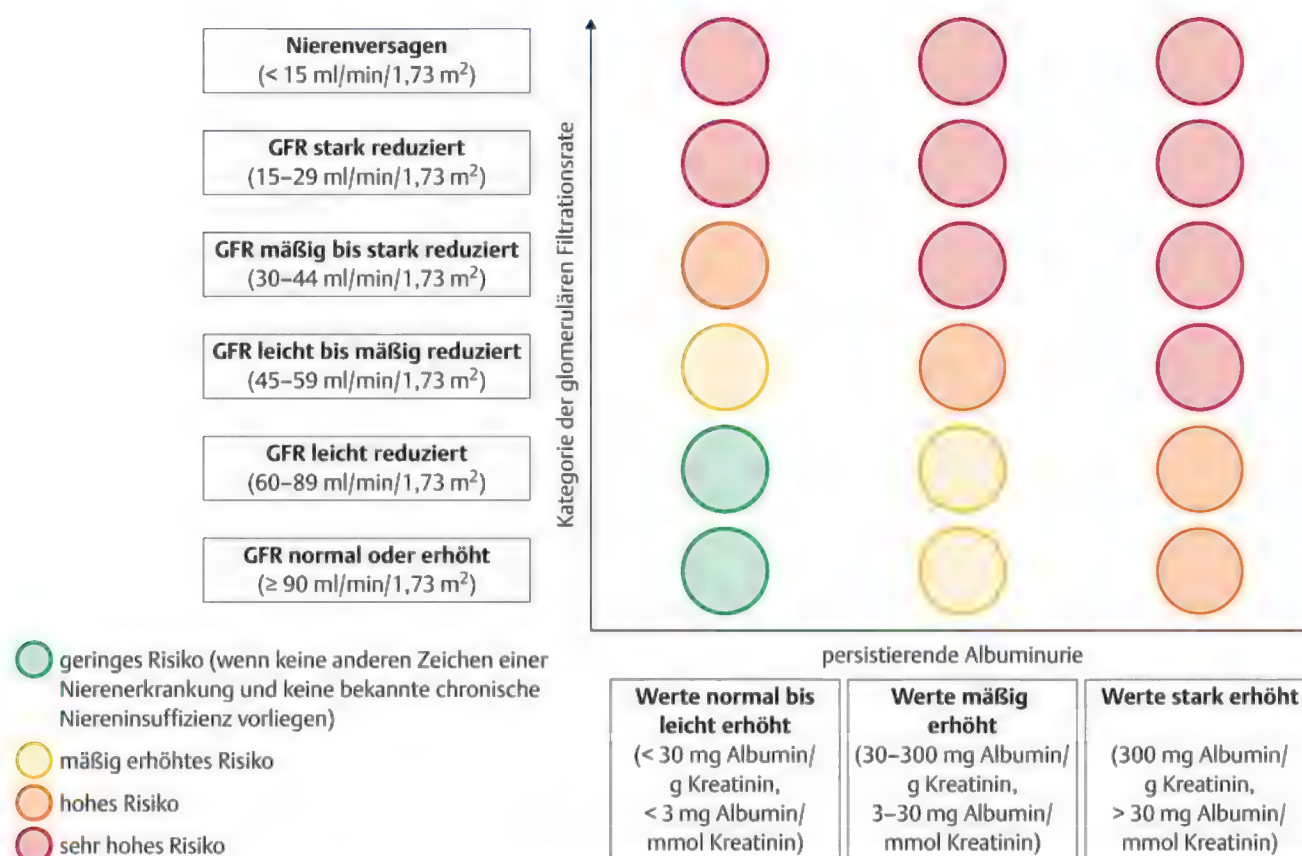 Nierenversagen
(< 15 ml/min/1,73 m²)
GFR stark reduziert
(15–29 ml/min/1,73 m²)
GFR mäßig bis stark reduziert
(30–44 ml/min/1,73 m²)
GFR leicht bis mäßig reduziert
(45–59 ml/min/1,73 m²)
GFR leicht reduziert
(60–89 ml/min/1,73 m²)
GFR normal oder erhöht
(≥ 90 ml/min/1,73 m²)
Kategorie der glomerulären Filtrationsrate
geringes Risiko (wenn keine anderen Zeichen einer
Nierenerkrankung und keine bekannte chronische
Niereninsuffizienz vorliegen)
mäßig erhöhtes Risiko
hohes Risiko
sehr hohes Risiko
persistierende Albuminurie
Werte normal bis
leicht erhöht
(< 30 mg Albumin/
g Kreatinin,
< 3 mg Albumin/
mmol Kreatinin)
Werte mäßig
erhöht
(30–300 mg Albumin/
g Kreatinin,
3–30 mg Albumin/
mmol Kreatinin)
Werte stark erhöht
(300 mg Albumin/
g Kreatinin,
> 30 mg Albumin/
mmol Kreatinin)